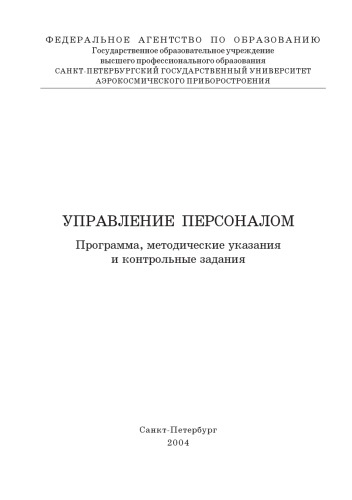 ФЕДЕРАЛЬНОЕ АГЕНТСТВО ПО ОБРАЗОВАНИЮ
Государственное образовательное учреждение
высшего профессионального образования
САНКТ-ПЕТЕРБУРГСКИЙ ГОСУДАРСТВЕННЫЙ УНИВЕРСИТЕТ
АЭРОКОСМИЧЕСКОГО ПРИБОРОСТРОЕНИЯ
УПРАВЛЕНИЕ ПЕРСОНАЛОМ
Программа, методические указания
и контрольные задания
Санкт-Петербург
2004